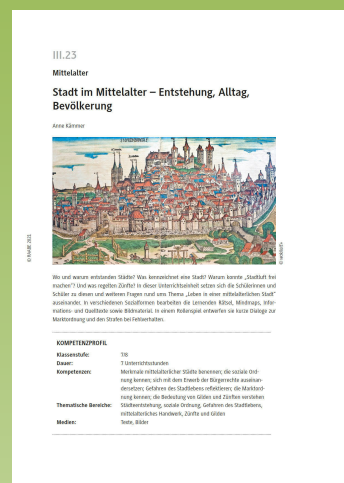 III.23
Mittelalter
Stadt im Mittelalter – Entstehung, Alltag,
Bevölkerung
Anne Kämmer
© RAABE 2021
Wo und warum entstanden Städte? Was kennzeichnet eine Stadt? Warum konnte „Stadtluft frei
machen“? Und was regelten Zünfte? In dieser Unterrichtseinheit setzen sich die Schülerinnen und
Schüler zu diesen und weiteren Fragen rund ums Thema „Leben in einer mittelalterlichen Stadt“
auseinander. In verschiedenen Sozialformen bearbeiten die Lernenden Rätsel, Mindmaps, Infor-
mations- und Quelltexte sowie Bildmaterial. In einem Rollenspiel entwerfen sie kurze Dialoge zur
Marktordnung und den Strafen bei Fehlverhalten.
KOMPETENZPROFIL
Klassenstufe: 7/8
Dauer: 7 Unterrichtsstunden
Kompetenzen: Merkmale mittelalterlicher Städte benennen; die soziale Ord-
nung kennen; sich mit dem Erwerb der Bürgerrechte auseinan-
dersetzen; Gefahren des Stadtlebens reflektieren; die Marktord-
nung kennen; die Bedeutung von Gilden und Zünften verstehen
Thematische Bereiche: Städteentstehung, soziale Ordnung, Gefahren des Stadtlebens,
mittelalterliches Handwerk, Zünfte und Gilden
Medien: Texte, Bilder